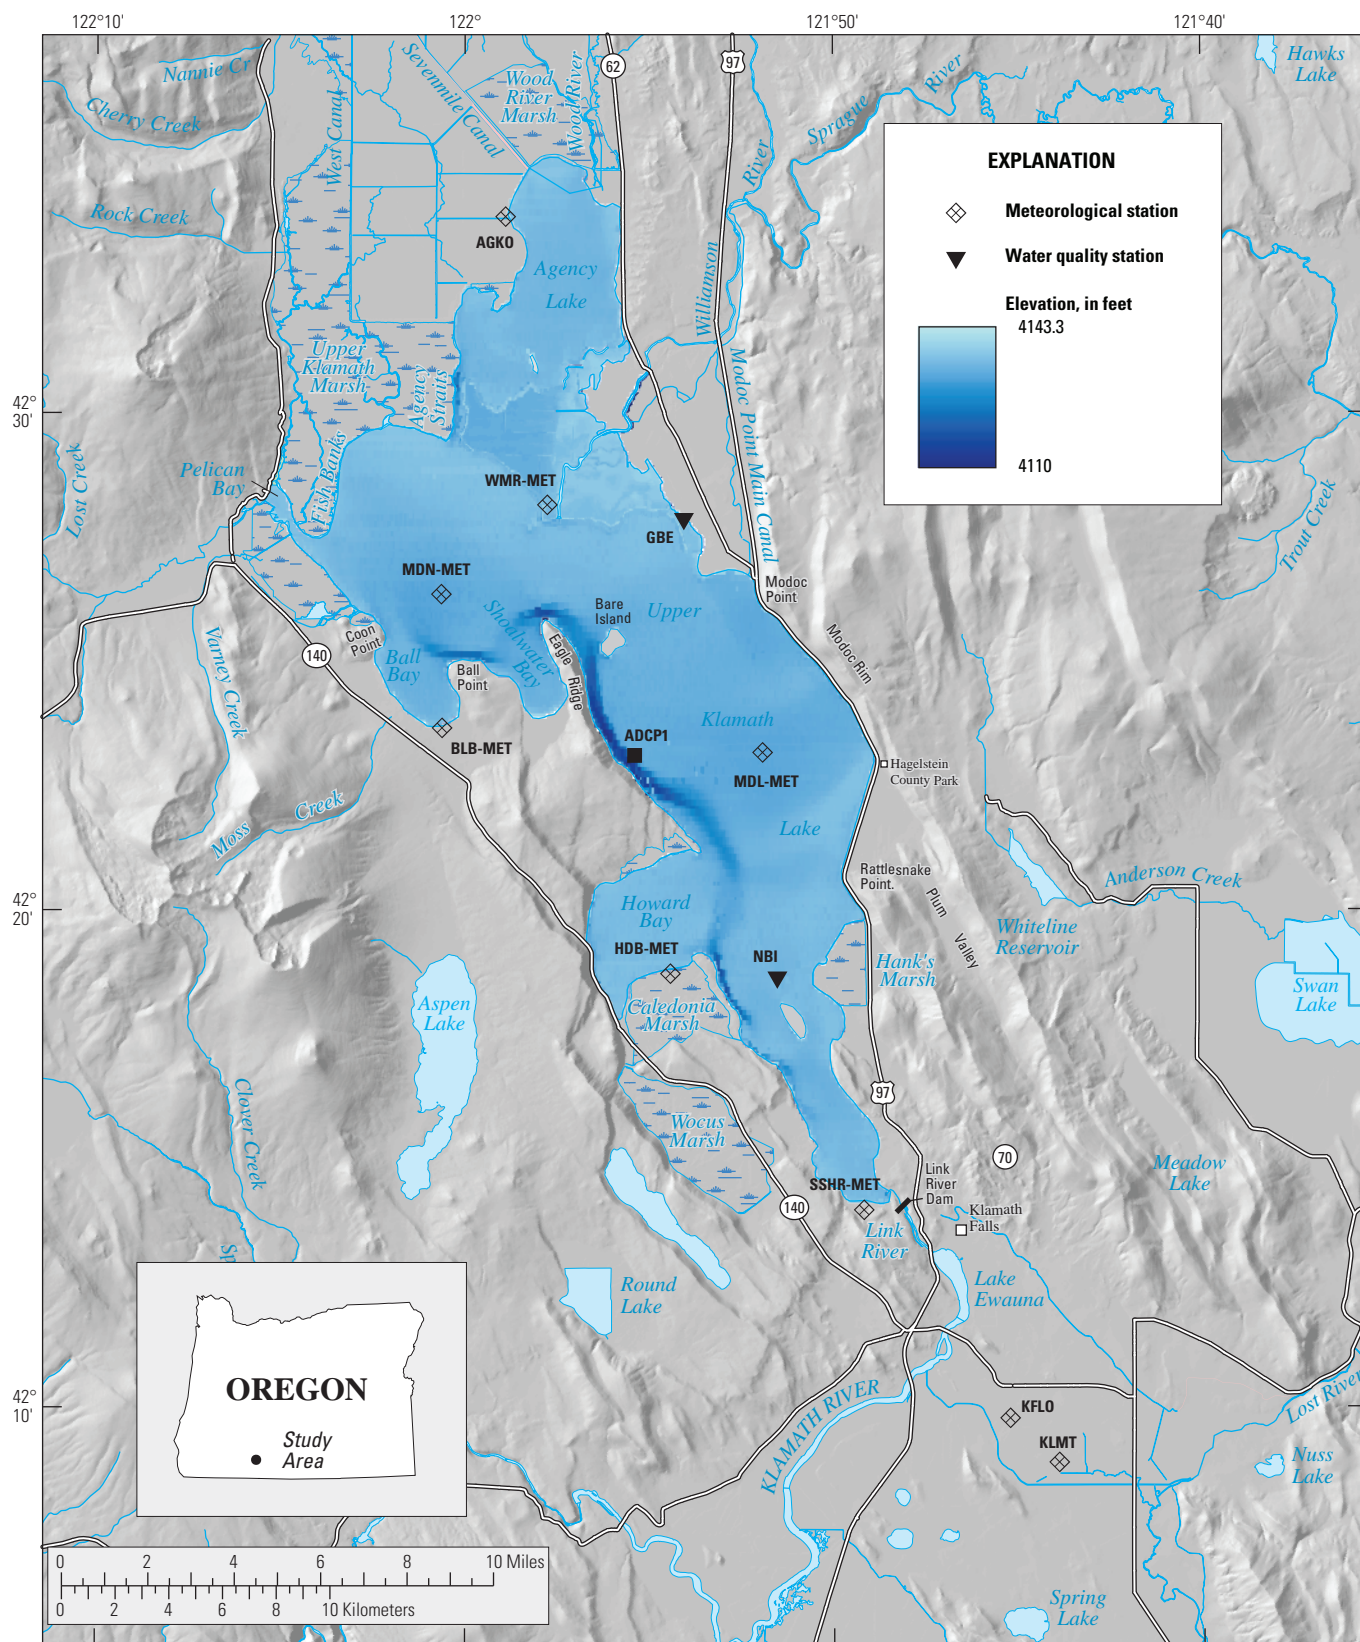 122°10'
122°
121°50'
121°40'
Nannie Cr
Cherry Creek
Rock Creek
West Canal
Sevenmile Canal
Wood
River
Marsh
Wood River
62
97
Sprague
River
River
Williamson
Hawks
Lake
EXPLANATION
Meteorological station
Water quality station
Elevation, in feet
4143.3
4110
AGKO
Agency
Lake
Upper
Klamath
Marsh
Agency
Straits
Modoc Point Main Canal
42°
30'
Lost Creek
Pelican
Bay
Fish Banks
WMR-MET
GBE
Trout Creek
MDN-MET
Modoc
Point
Bare
Island
Upper
Shoalwater
Bay
Coon
Point
Ball
Bay
Ball
Point
Eagle
Ridge
Modoc Rim
140
Varney Creek
BLB-MET
ADCP1
Klamath
MDL-MET
Hagelstein
County Park
Moss
Creek
Lake
Rattlesnake
Point.
Plum
Valley
Anderson Creek
42°
20'
Howard
Bay
Whiteline
Reservoir
HDB-MET
NBI
Hank's
Marsh
Swan
Lake
Aspen
Lake
Caledonia
Marsh
Clover Creek
97
Wocus
Marsh
70
Meadow
Lake
SSHR-MET
Link
River
Dam
140
Link
River
Klamath
Falls
Sp
Round
Lake
Lake
Ewauna
OREGON
Study
Area
42°
10'
KLAMATH RIVER
Lost River
KFLO
KLMT
Nuss
Lake
0 2 4 6 8 10 Miles
0 2 4 6 8 10 Kilometers
Spring
Lake